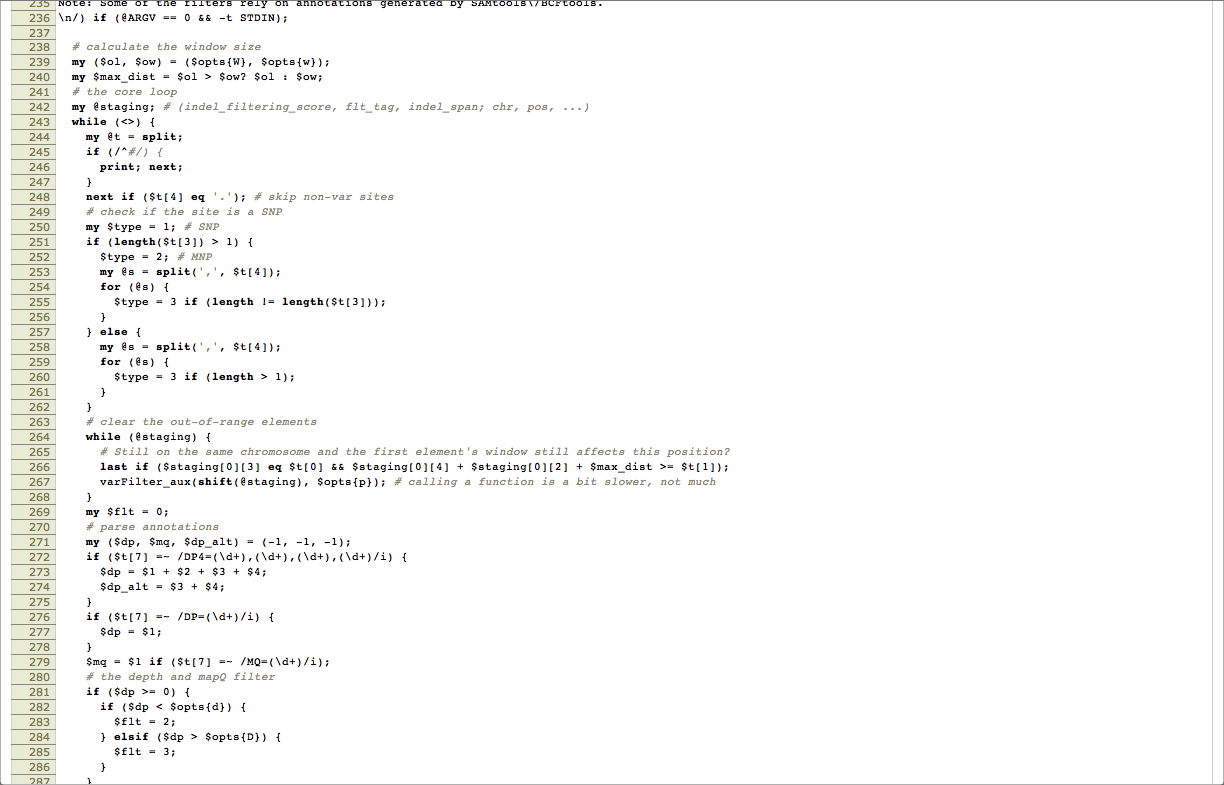 235 Note: Some of the filters rely on annotations generated by SAMtools\/BCFtools.
236 \n/) if (@ARGV == 0 && -t STDIN);
237
238 # calculate the window size
239 my ($ol, $ow) = ($opts{W}, $opts{w});
240 my $max_dist = $ol > $ow? $ol : $ow;
241 # the core loop
242 my @staging; # (indel_filtering_score, flt_tag, indel_span; chr, pos, ...)
243 while (<>) {
244 my @t = split;
245 if (/^#/) {
246 print; next;
247 }
248 next if ($t[4] eq '.'); # skip non-var sites
249 # check if the site is a SNP
250 my $type = 1; # SNP
251 if (length($t[3]) > 1) {
252 $type = 2; # MNP
253 my @s = split(',', $t[4]);
254 for (@s) {
255 $type = 3 if (length != length($t[3]));
256 }
257 } else {
258 my @s = split(',', $t[4]);
259 for (@s) {
260 $type = 3 if (length > 1);
261 }
262 }
263 # clear the out-of-range elements
264 while (@staging) {
265 # Still on the same chromosome and the first element's window still affects this position?
266 last if ($staging[0][3] eq $t[0] && $staging[0][4] + $staging[0][2] + $max_dist >= $t[1]);
267 varFilter_aux(shift(@staging), $opts{p}); # calling a function is a bit slower, not much
268 }
269 my $flt = 0;
270 # parse annotations
271 my ($dp, $mq, $dp_alt) = (-1, -1, -1);
272 if ($t[7] =~ /DP4=(\d+),(\d+),(\d+),(\d+)/i) {
273 $dp = $1 + $2 + $3 + $4;
274 $dp_alt = $3 + $4;
275 }
276 if ($t[7] =~ /DP=(\d+)/i) {
277 $dp = $1;
278 }
279 $mq = $1 if ($t[7] =~ /MQ=(\d+)/i);
280 # the depth and mapQ filter
281 if ($dp >= 0) {
282 if ($dp < $opts{d}) {
283 $flt = 2;
284 } elsif ($dp > $opts{D}) {
285 $flt = 3;
286 }
287 }